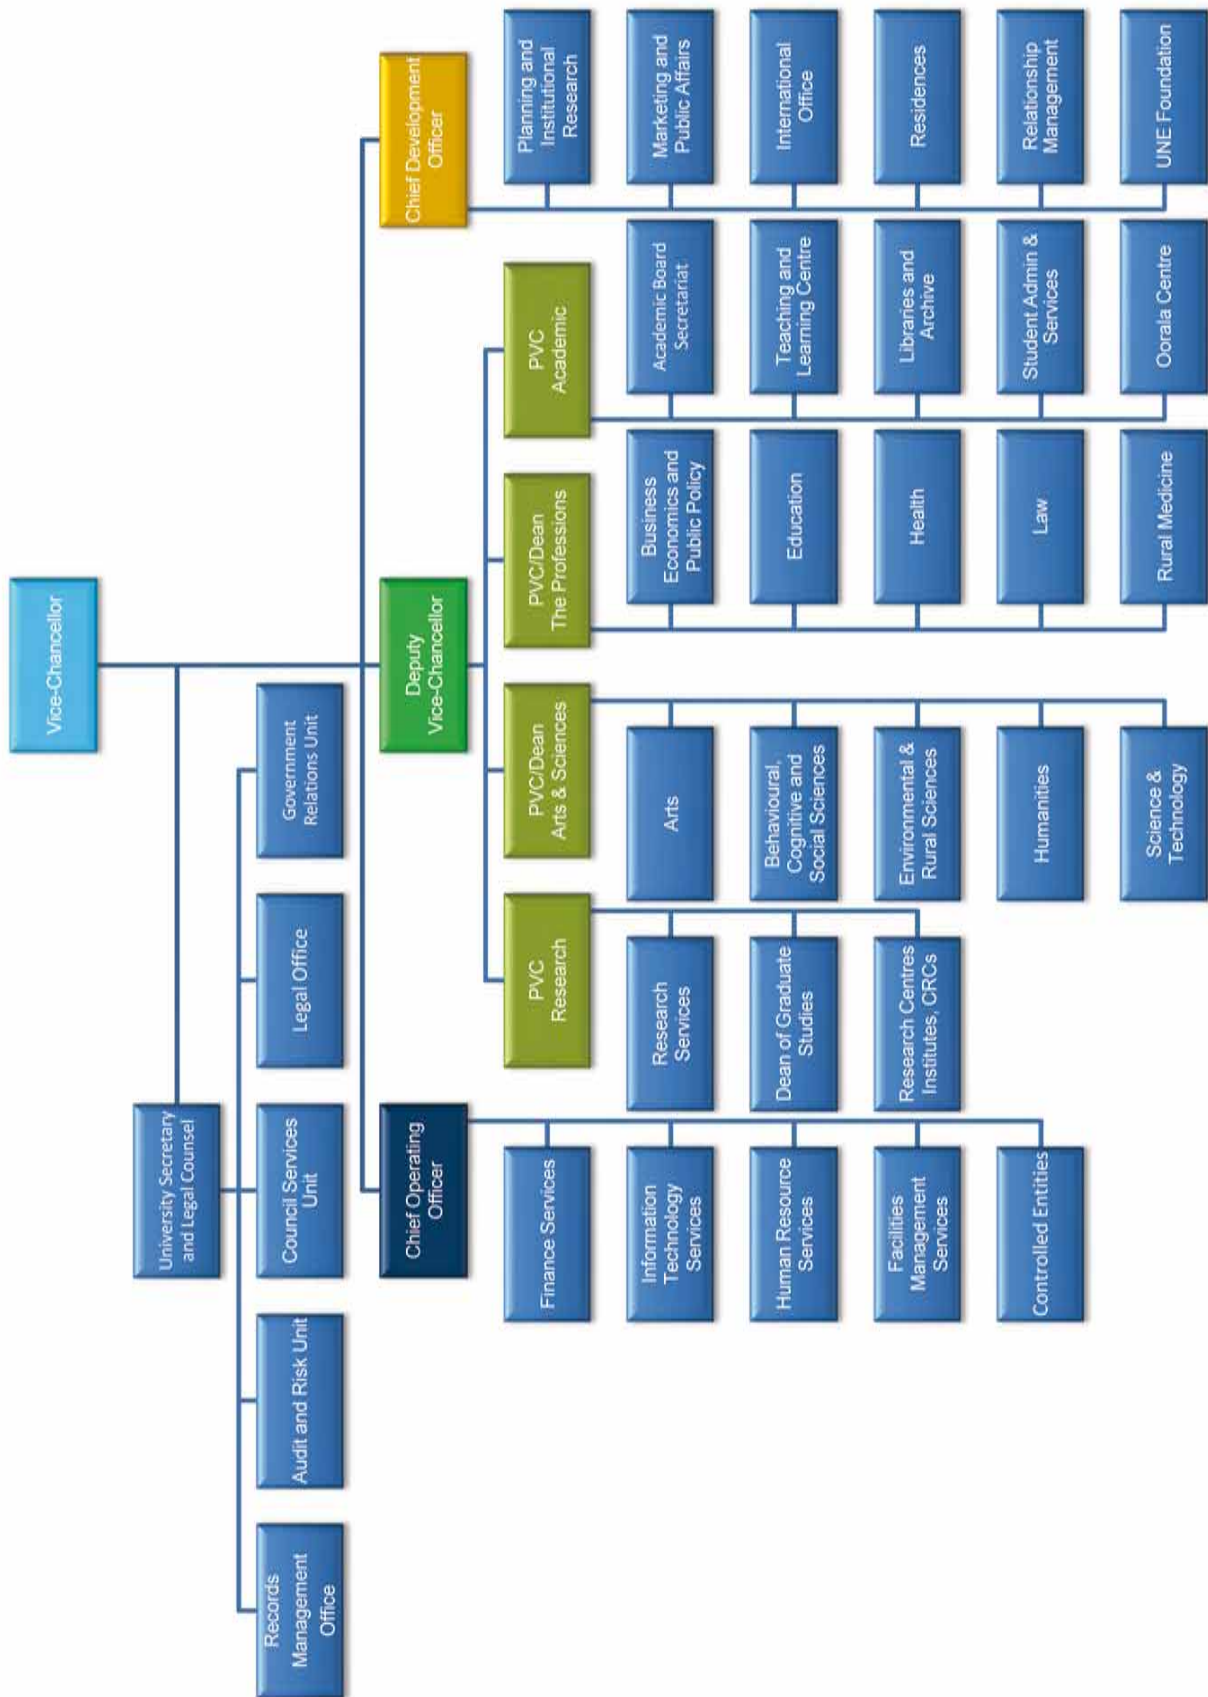 Vice-Chancellor
University Secretary
and Legal Counsel
Records
Management
Office
Audit and Risk Unit
Council Services
Unit
Legal Office
Government
Relations Unit
Chief Operating
Officer
Deputy
Vice-Chancellor
Chief Development
Officer
PVC
Research
PVC/Dean
Arts & Sciences
PVC/Dean
The Professions
PVC
Academic
Finance Services
Information
Technology
Services
Human Resource
Services
Facilities
Management
Services
Controlled Entities
Research
Services
Dean of Graduate
Studies
Research Centres
Institutes, CRCs
Arts
Behavioural,
Cognitive and
Social Sciences
Environmental &
Rural Sciences
Humanities
Science &
Technology
Business
Economics and
Public Policy
Education
Health
Law
Rural Medicine
Academic Board
Secretariat
Teaching and
Learning Centre
Libraries and
Archive
Student Admin &
Services
Oorala Centre
Planning and
Institutional
Research
Marketing and
Public Affairs
International
Office
Residences
Relationship
Management
UNE Foundation